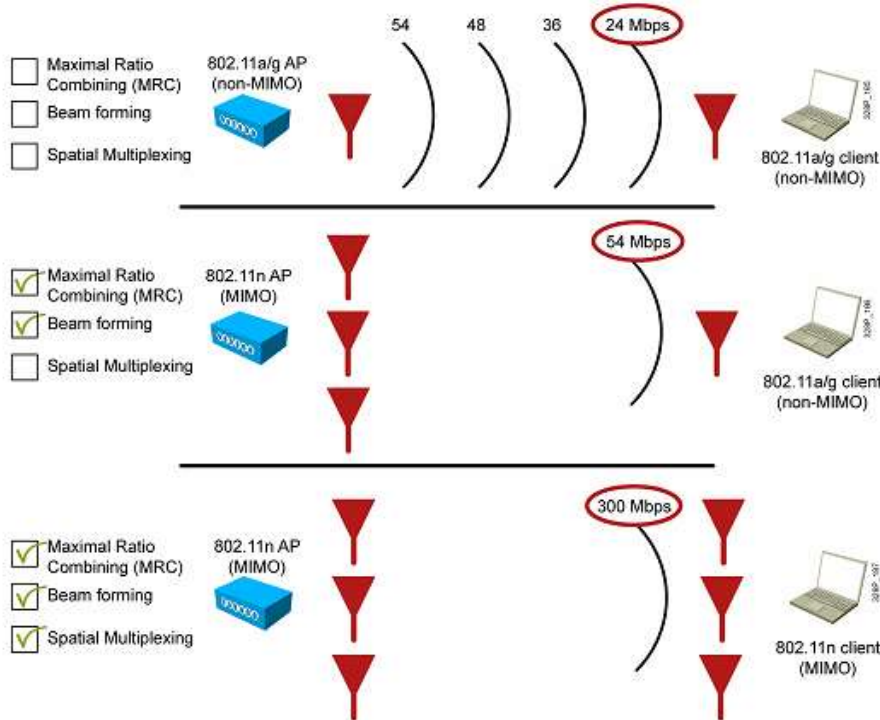 54
48
36
24 Mbps
Maximal Ratio
Combining (MRC)
Beam forming
Spatial Multiplexing
802.11a/g AP
(non-MIMO)
802.11a/g client
(non-MIMO)
54 Mbps
Maximal Ratio
Combining (MRC)
Beam forming
Spatial Multiplexing
802.11n AP
(MIMO)
802.11a/g client
(non-MIMO)
300 Mbps
Maximal Ratio
Combining (MRC)
Beam forming
Spatial Multiplexing
802.11n AP
(MIMO)
802.11n client
(MIMO)